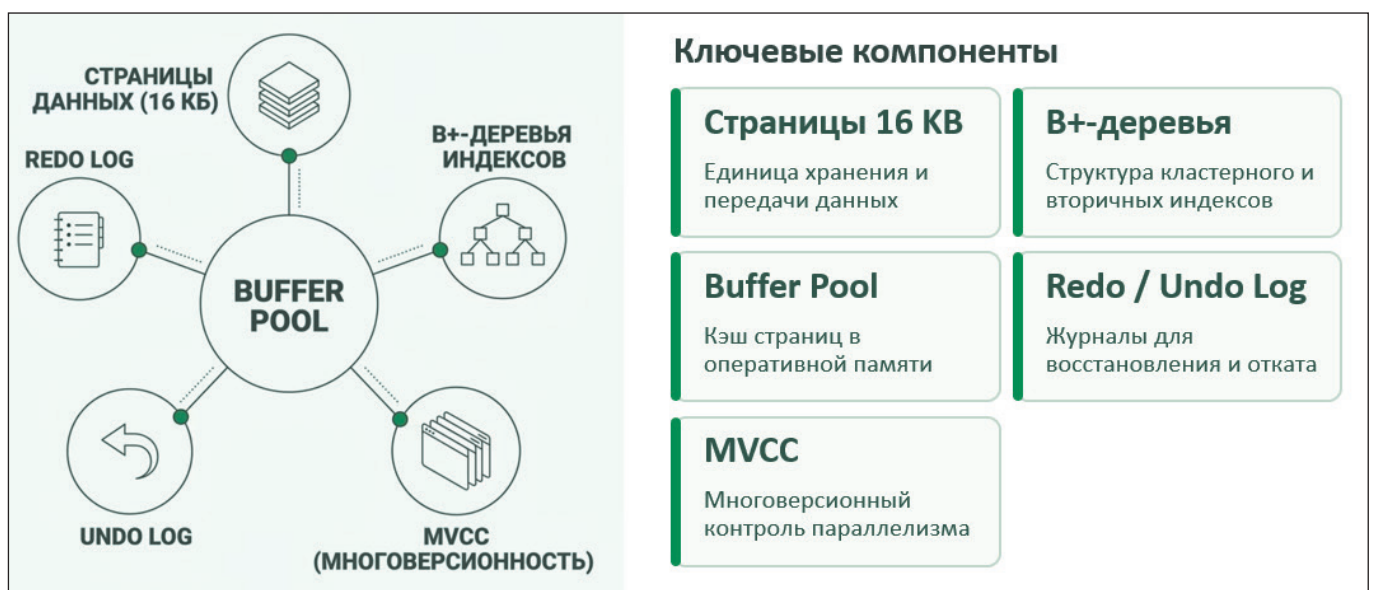 СТРАНИЦЫ
ДАННЫХ (16 КБ)
REDO LOG
B+-ДЕРЕВЬЯ
ИНДЕКСОВ
BUFFER
POOL
UNDO LOG
MVCC
(МНОГОВЕРСИОННОСТЬ)
Ключевые компоненты
Страницы 16 KB
Единица хранения и
передачи данных
B+-деревья
Структура кластерного и
вторичных индексов
Buffer Pool
Кэш страниц в
оперативной памяти
Redo / Undo Log
Журналы для
восстановления и отката
MVCC
Многоверсионный
контроль параллелизма